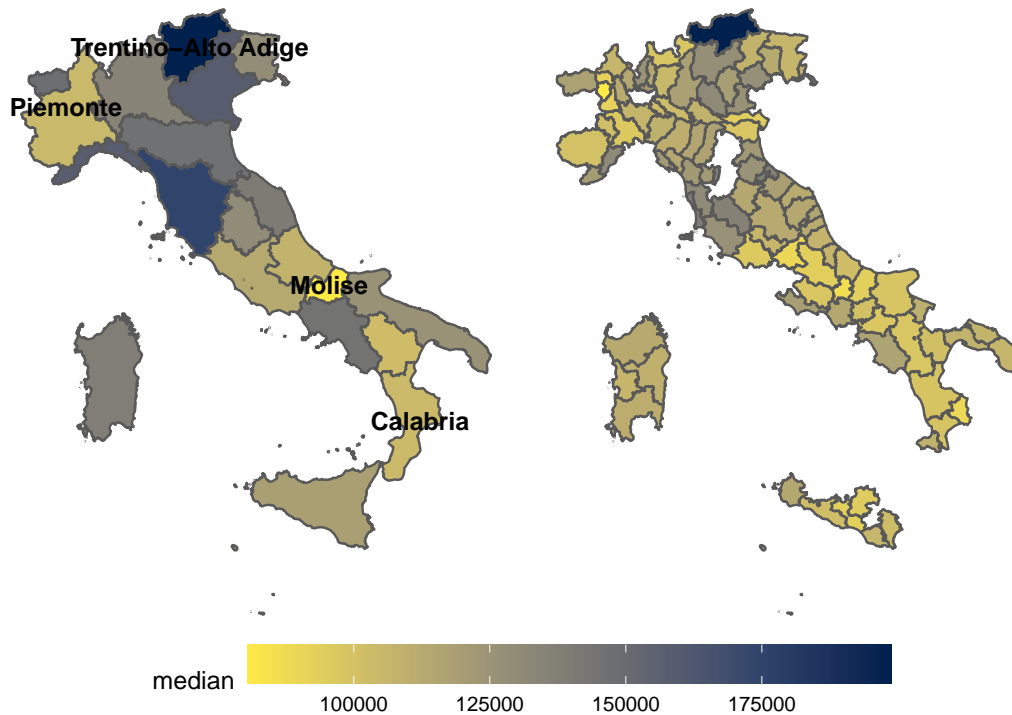 Trentino−Alto Adige
Piemonte
Molise
Calabria
median
100000 125000 150000 175000